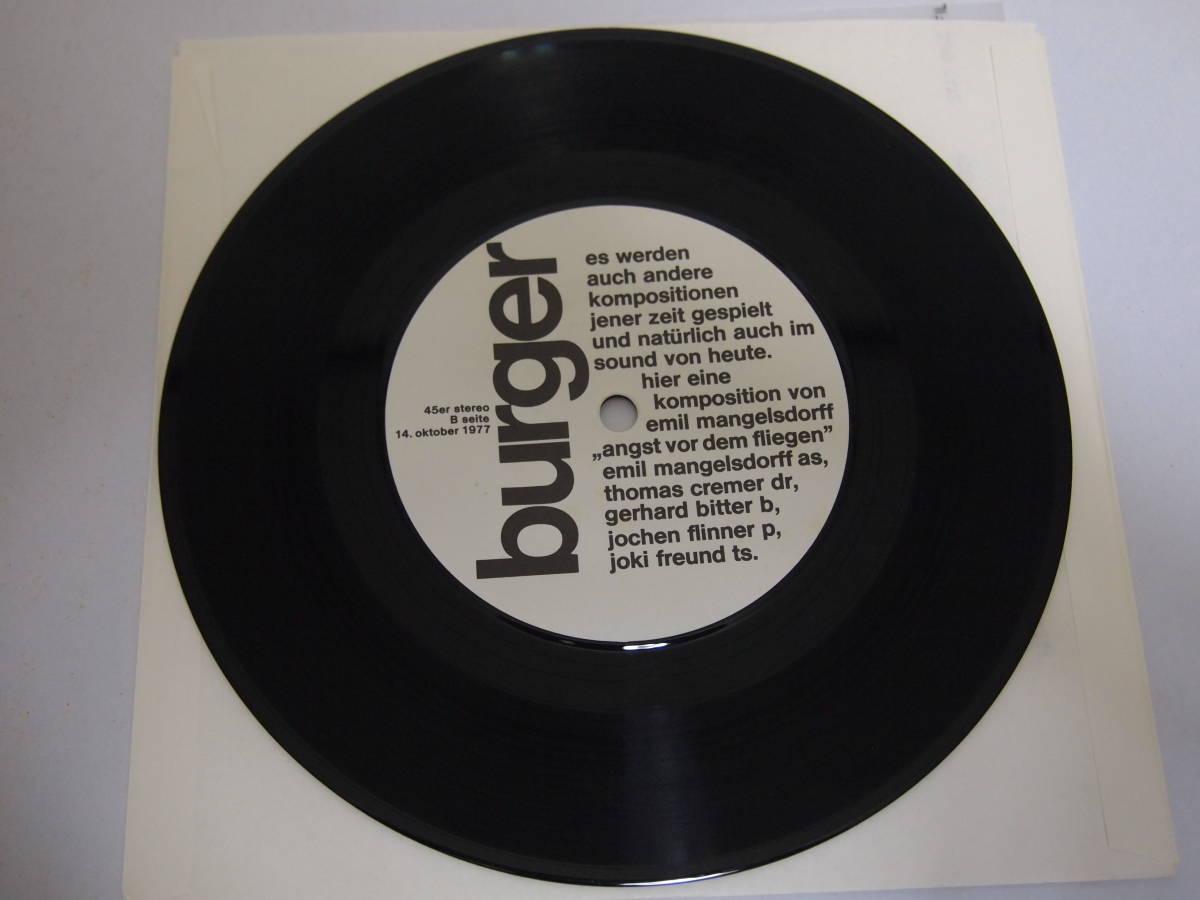 burger
45er stereo
B seite
14. oktober 1977
es werden
auch andere
kompositionen
jener zeit gespielt
und natürlich auch im
sound von heute.
hier eine
komposition von
emil mangelsdorff
„angst vor dem fliegen”
emil mangelsdorff as,
thomas cremer dr,
gerhard bitter b,
jochen flinner p,
joki freund ts.